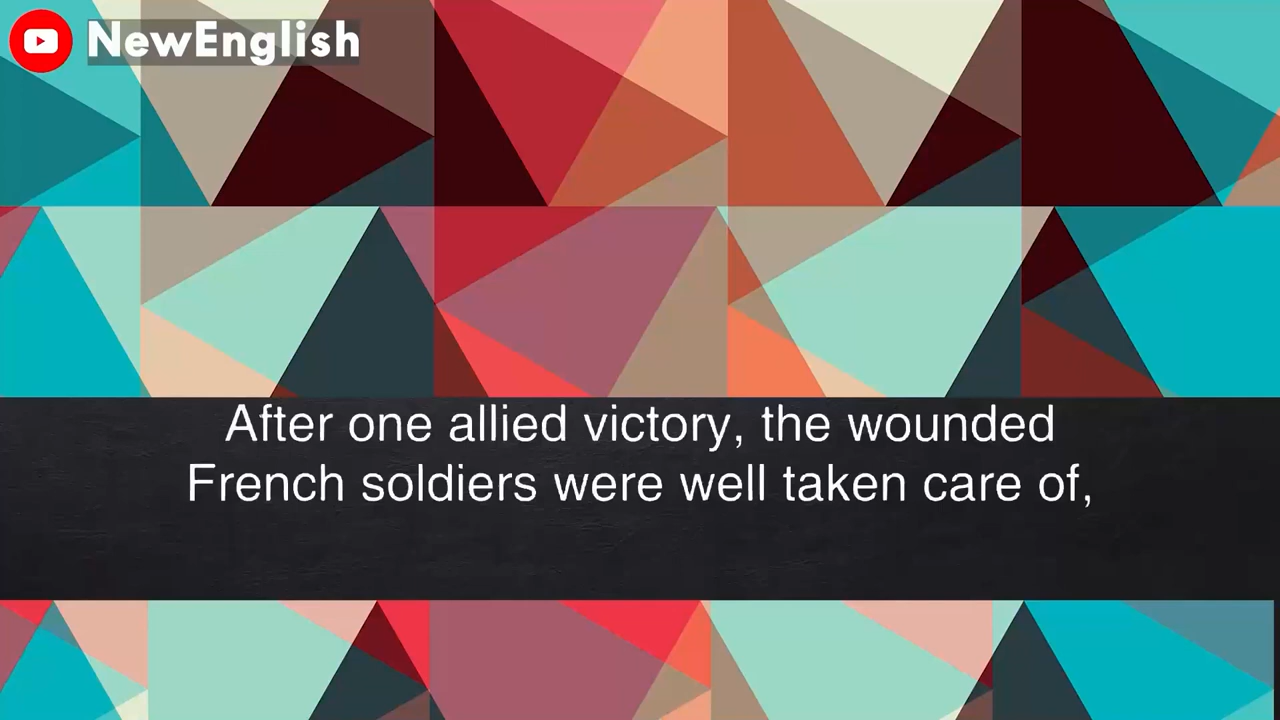 NewEnglish
After one allied victory, the wounded
French soldiers were well taken care of,